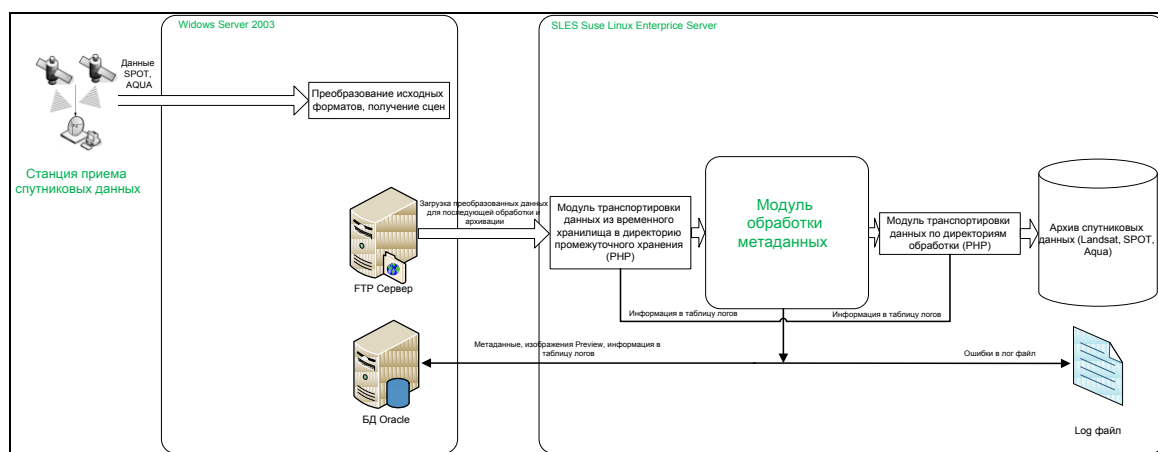 Widows Server 2003
SLES Suse Linux Enterprice Server
Данные
SPOT,
AQUA
Преобразование исходных
форматов, получение сцен
Станция приема
спутниковых данных
Загрузка преобразованных данных
для последующей обработки и
архивации
FTP Сервер
Модуль транспортировки
данных из временного
хранилища в директорию
промежуточного хранения
(PHP)
Модуль
обработки
метаданных
Модуль транспортировки
данных по директориям
обработки (PHP)
Архив спутниковых
данных (Landsat, SPOT,
Aqua)
Информация в таблицу логов
Информация в таблицу логов
Метаданные, изображения Preview, информация в
таблицу логов
Ошибки в лог файл
БД Oracle
Log файл